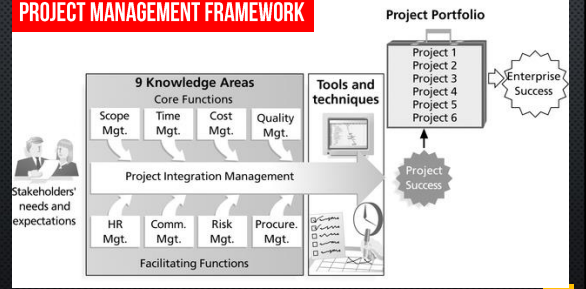 PROJECT MANAGEMENT FRAMEWORK
Project Portfolio
Project 1
Project 2
Project 3
Project 4
Project 5
Project 6
Enterprise
Success
9 Knowledge Areas
Core Functions
Tools and
techniques
Scope
Mgt.
Time
Mgt.
Cost
Mgt.
Quality
Mgt.
Stakeholders'
needs and
expectations
Project Integration Management
Project
Success
HR
Mgt.
Comm.
Mgt.
Risk
Mgt.
Procure.
Mgt.
Facilitating Functions